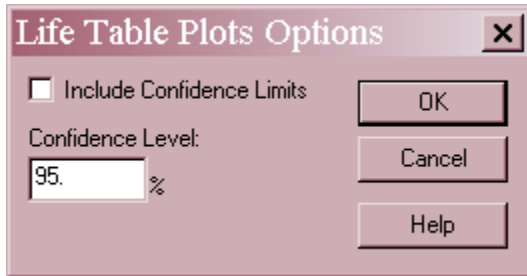 Life Table Plots Options
Include Confidence Limits
Confidence Level:
95.
%
OK
Cancel
Help